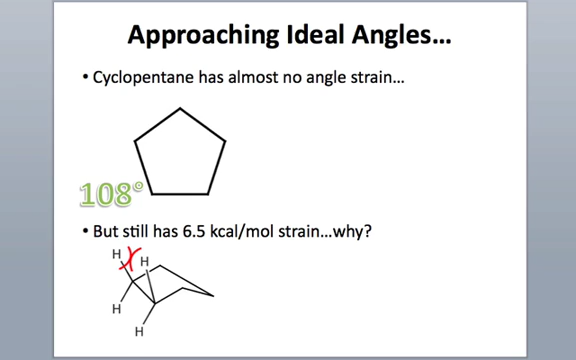 Approaching Ideal Angles...
• Cyclopentane has almost no angle strain...
108°
• But still has 6.5 kcal/mol strain...why?
H
H
H
H